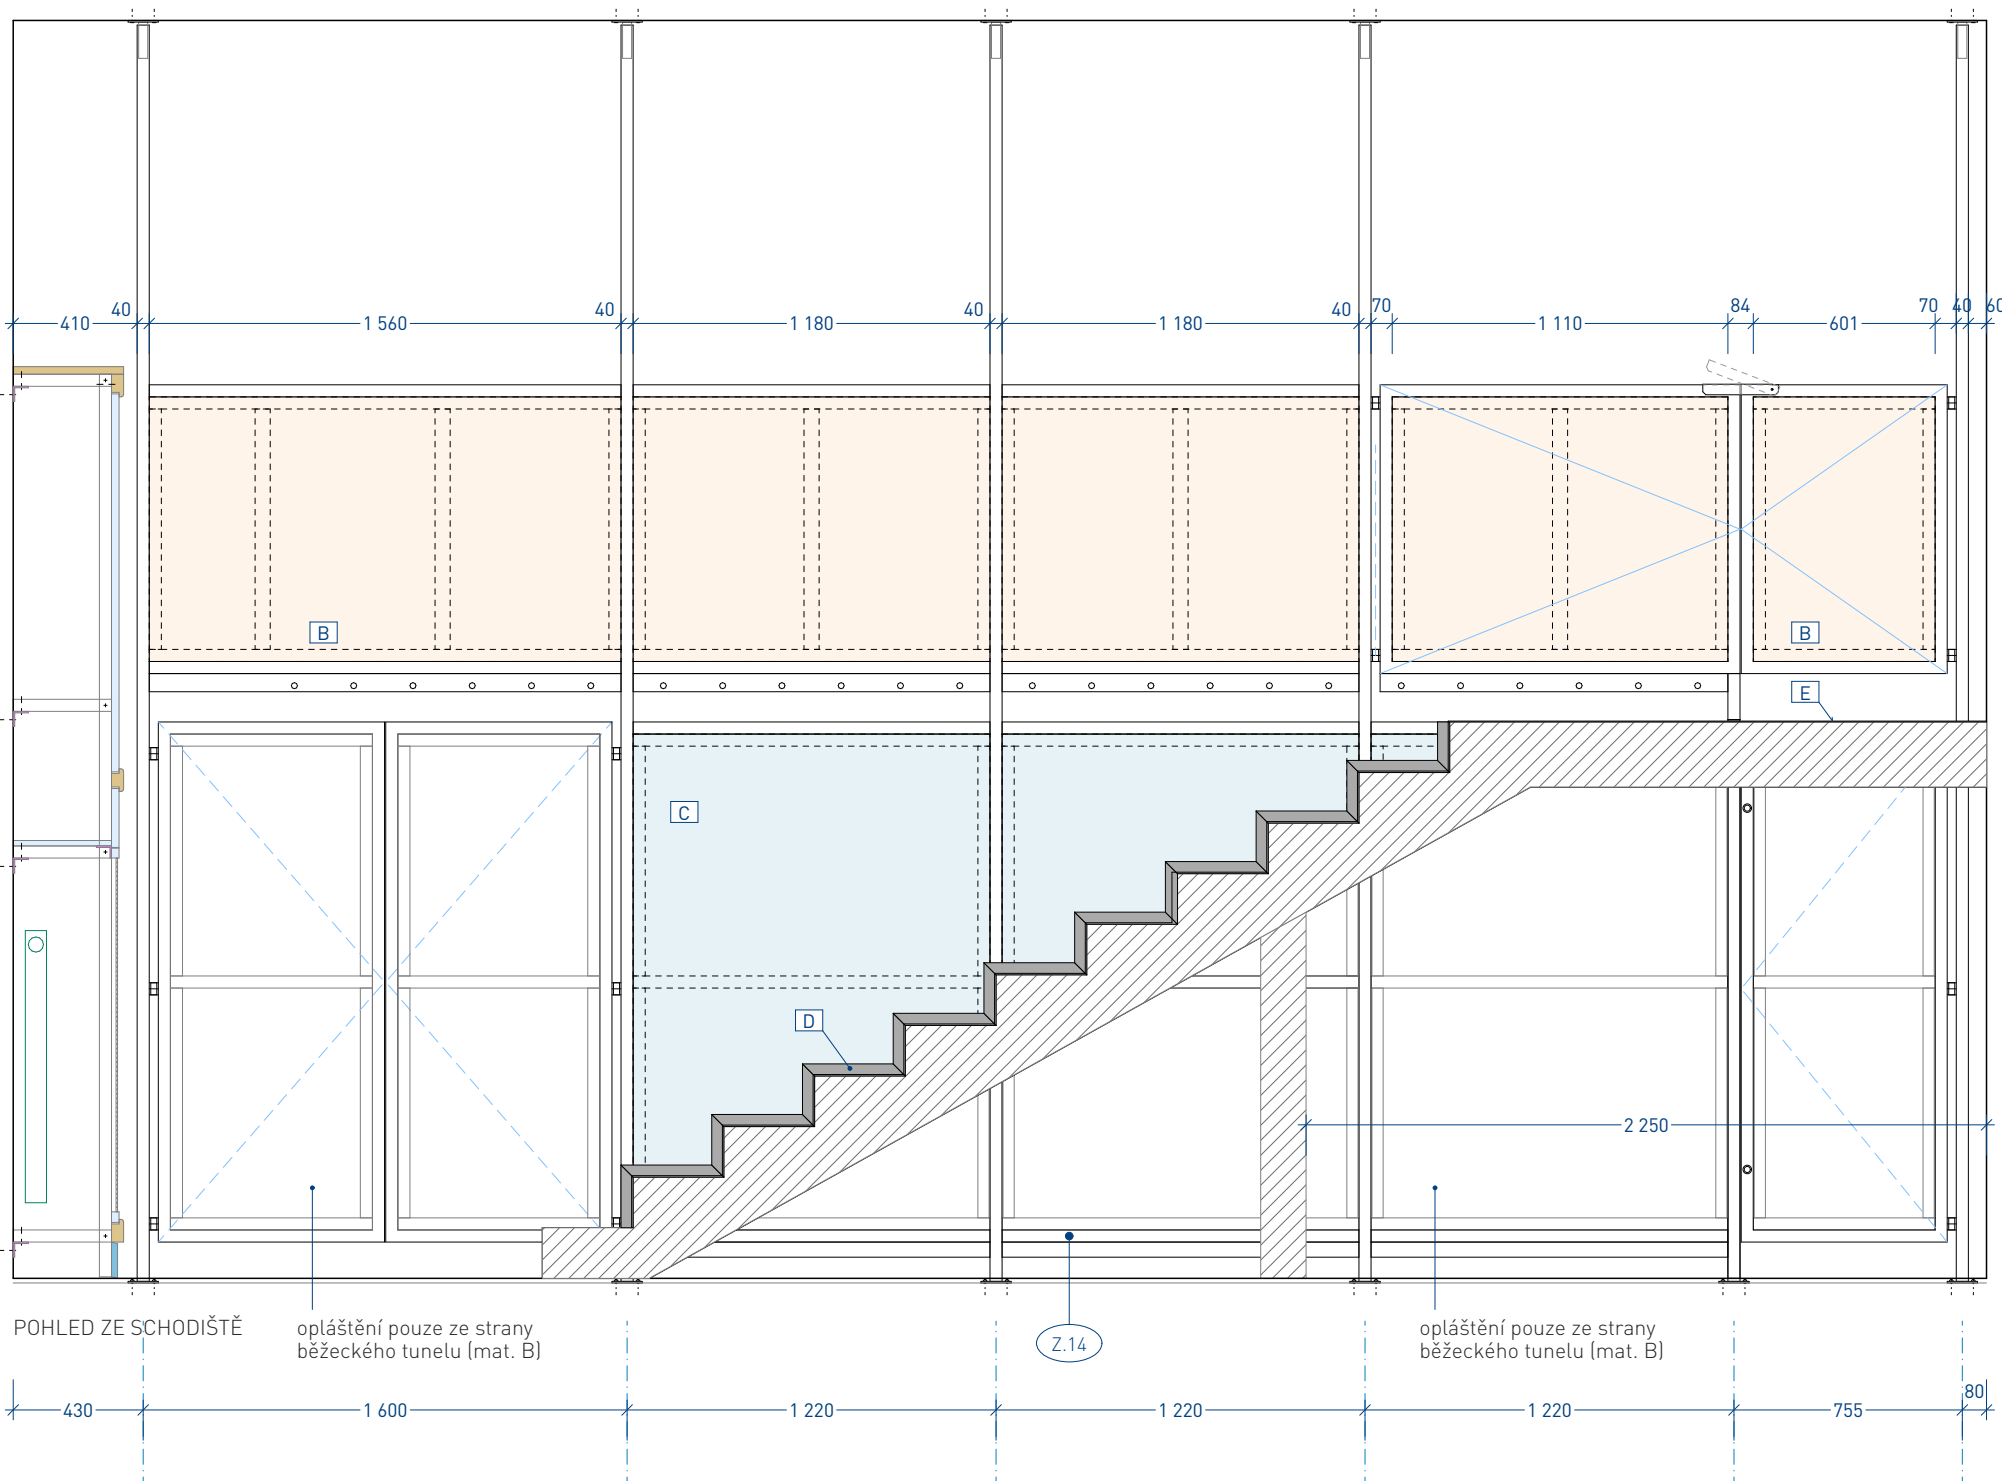 410
40
1 560
40
1 180
40
1 180
40
70
1 110
84
601
70
40
60
B
B
E
C
D
2 250
POHLED ZE SCHODIŠTĚ
opláštění pouze ze strany
běžeckého tunelu (mat. B)
Z.14
opláštění pouze ze strany
běžeckého tunelu (mat. B)
430
1 600
1 220
1 220
1 220
755
80